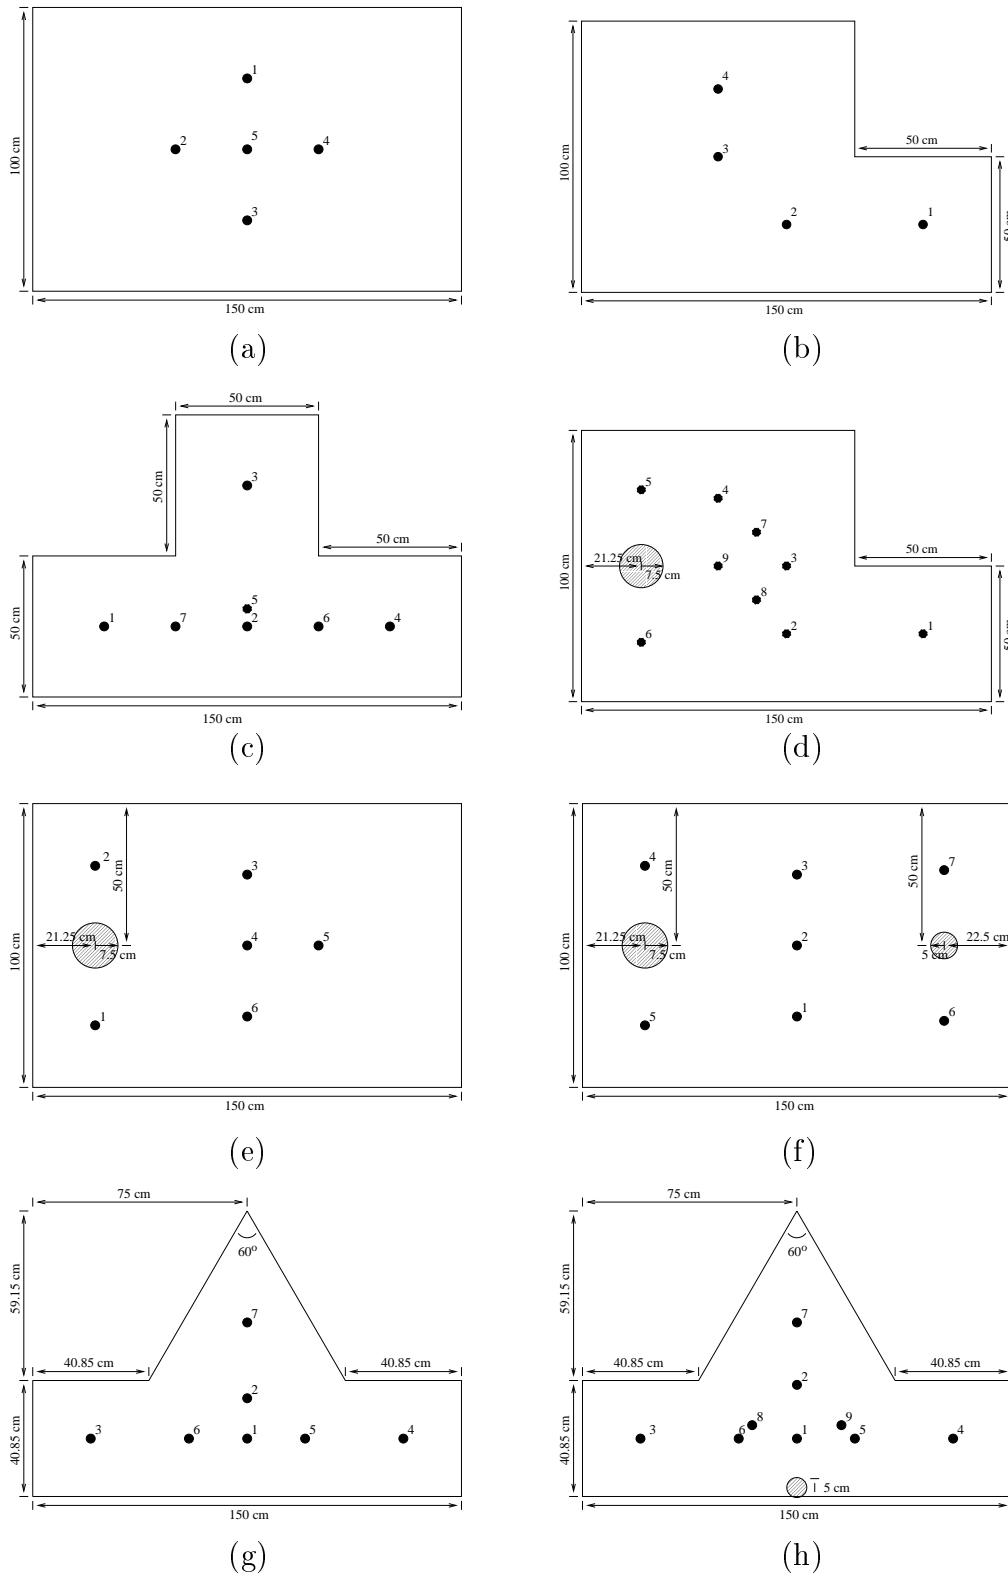 1
2 5 4
100 cm
3
150 cm
(a)
4
50 cm
3
100 cm
2 1
50 cm
150 cm
(b)
50 cm
3
50 cm
50 cm
5
1 7 2 6 4
50 cm
150 cm
(c)
5 4
7
50 cm
21.25 cm
7.5 cm
9 3
100 cm
8
6 2 1
50 cm
150 cm
(d)
2
50 cm
3
21.25 cm
7.5 cm
4 5
100 cm
1 6
150 cm
(e)
4
50 cm
3
50 cm
7
21.25 cm
7.5 cm
2
5 cm
22.5 cm
100 cm
5 1 6
150 cm
(f)
75 cm
60o
59.15 cm
7
40.85 cm 40.85 cm
2
3 6 1 5 4
40.85 cm
150 cm
(g)
75 cm
60o
59.15 cm
7
40.85 cm 40.85 cm
2
8 9
3 6 1 5 4
40.85 cm
5 cm
150 cm
(h)